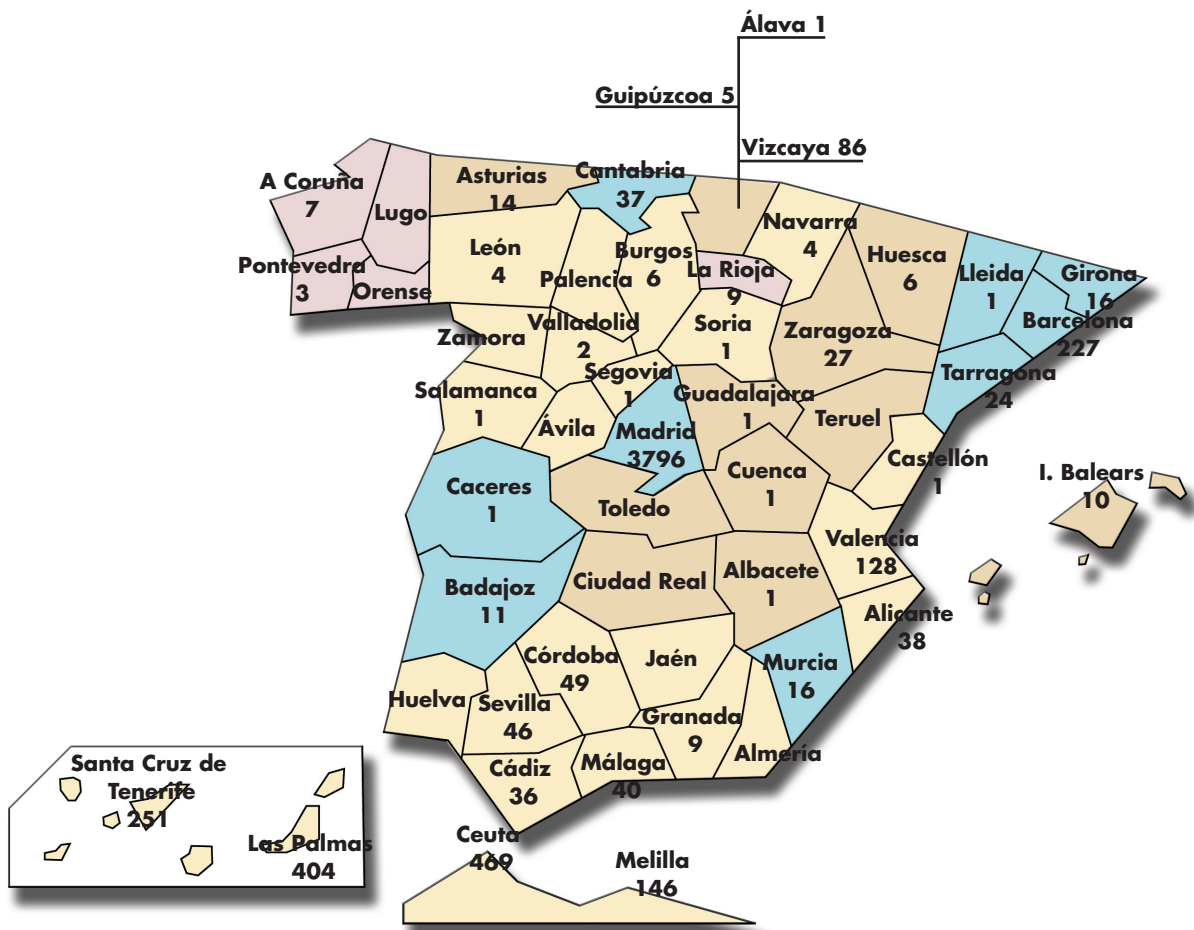 Álava 1
Guipúzcoa 5
Vizcaya 86
A Coruña
7
Lugo
Asturias
14
Cantabria
37
Pontevedra
3
Orense
León
4
Palencia
Burgos
6
La Rioja
9
Navarra
4
Huesca
6
Lleida
1
Girona
16
Barcelona
227
Tarragona
24
Zamora
Valladolid
2
Soria
1
Zaragoza
27
Salamanca
1
Segovia
1
Ávila
Madrid
3796
Guadalajara
1
Teruel
Castellón
1
I. Balears
10
Caceres
1
Toledo
Cuenca
1
Valencia
128
Badajoz
11
Ciudad Real
Albacete
1
Alicante
38
Huelva
Sevilla
46
Córdoba
49
Jaén
Murcia
16
Granada
9
Almería
Cádiz
36
Málaga
40
Santa Cruz de
Tenerife
251
Las Palmas
404
Ceuta
469
Melilla
146